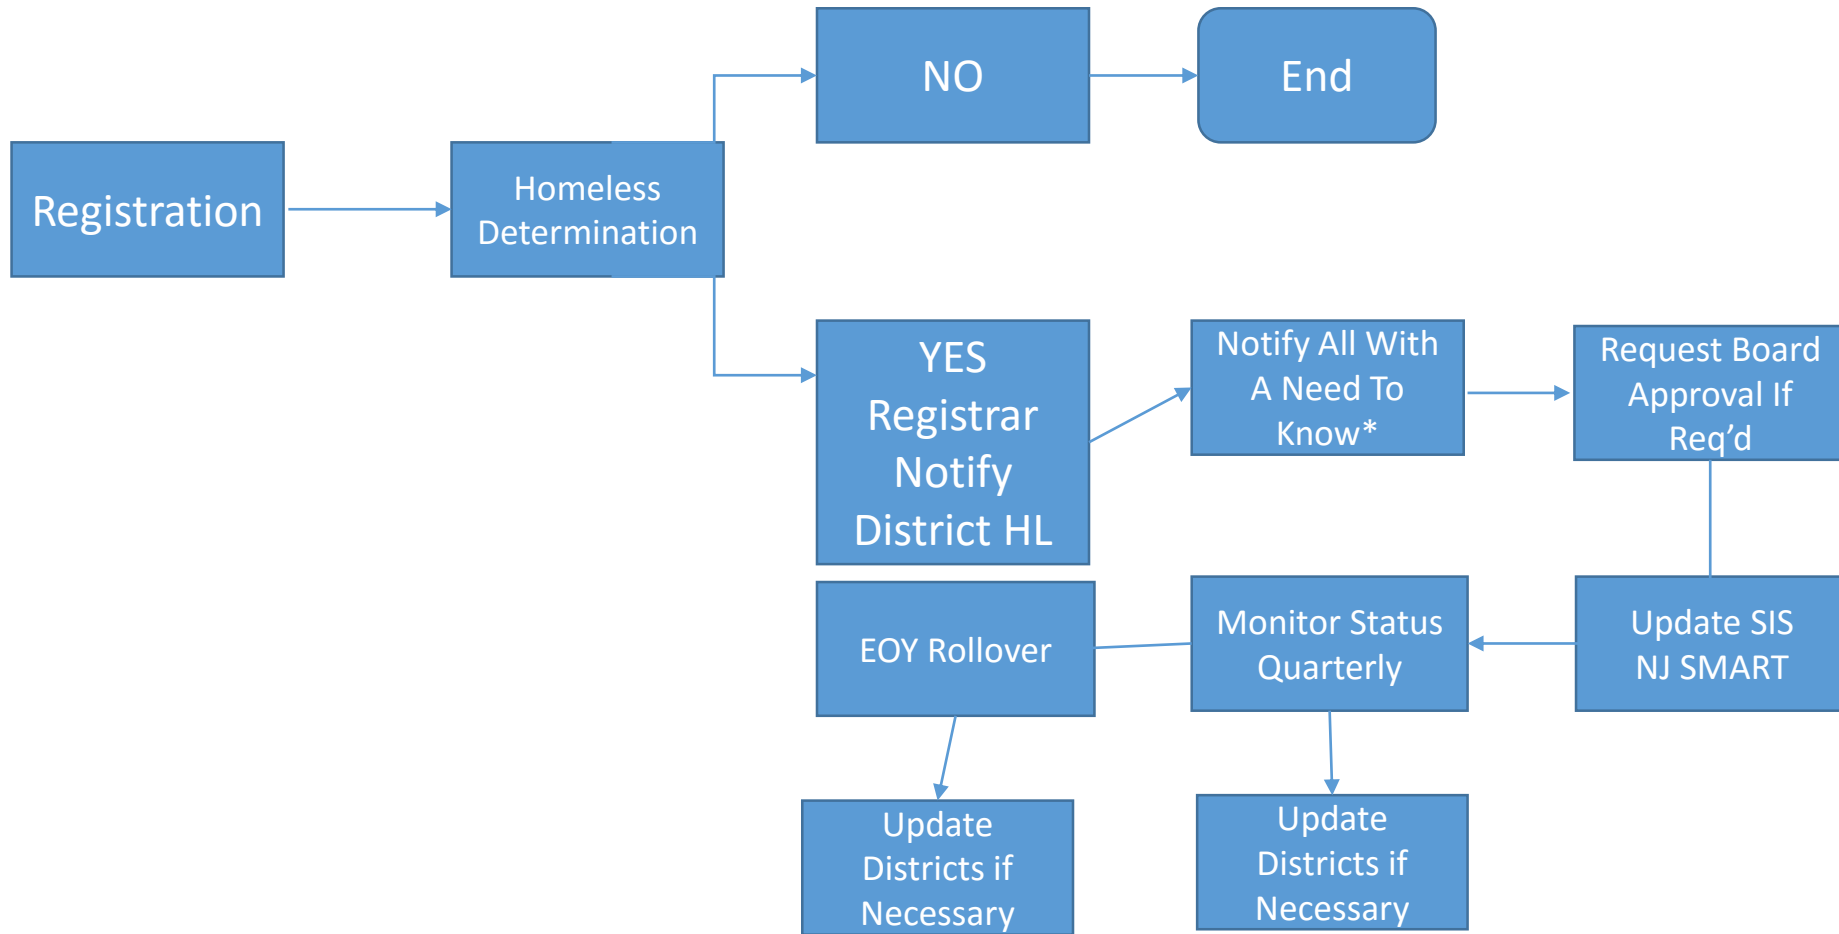 NO
End
Registration
Homeless
Determination
YES
Registrar
Notify
District HL
Notify All With
A Need To
Know*
Request Board
Approval If
Req’d
EOY Rollover
Monitor Status
Quarterly
Update SIS
NJ SMART
Update
Districts if
Necessary
Update
Districts if
Necessary